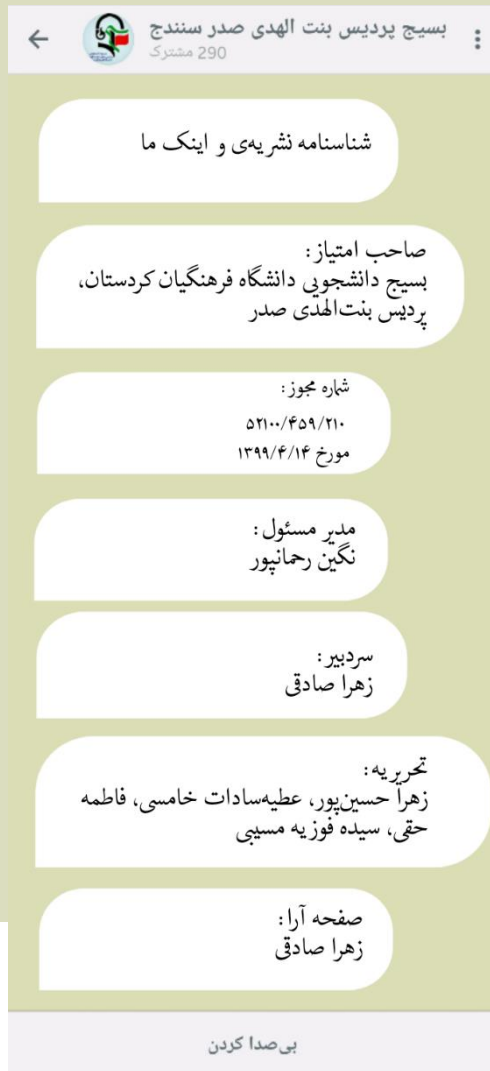 بسیج پردیس بنت الهدی صدر سنندج
290 مشترک
شناسنامه نشریه‌ی و اینک ما
صاحب امتیاز:
بسیج دانشجویی دانشگاه فرهنگیان کردستان،
پردیس بنت‌الهدی صدر
شماره مجوز:
۵۲۱۰۰/۴۵۹/۲۱۰
مورخ ۱۳۹۹/۴/۱۴
مدیر مسئول:
نگین رحمانپور
سردبیر:
زهرا صادقی
تحریریه:
زهرا حسین‌پور، عطیه‌سادات خامسی، فاطمه
حقی، سیده فوزیه مسیبی
صفحه آرا:
زهرا صادقی
بی‌صدا کردن